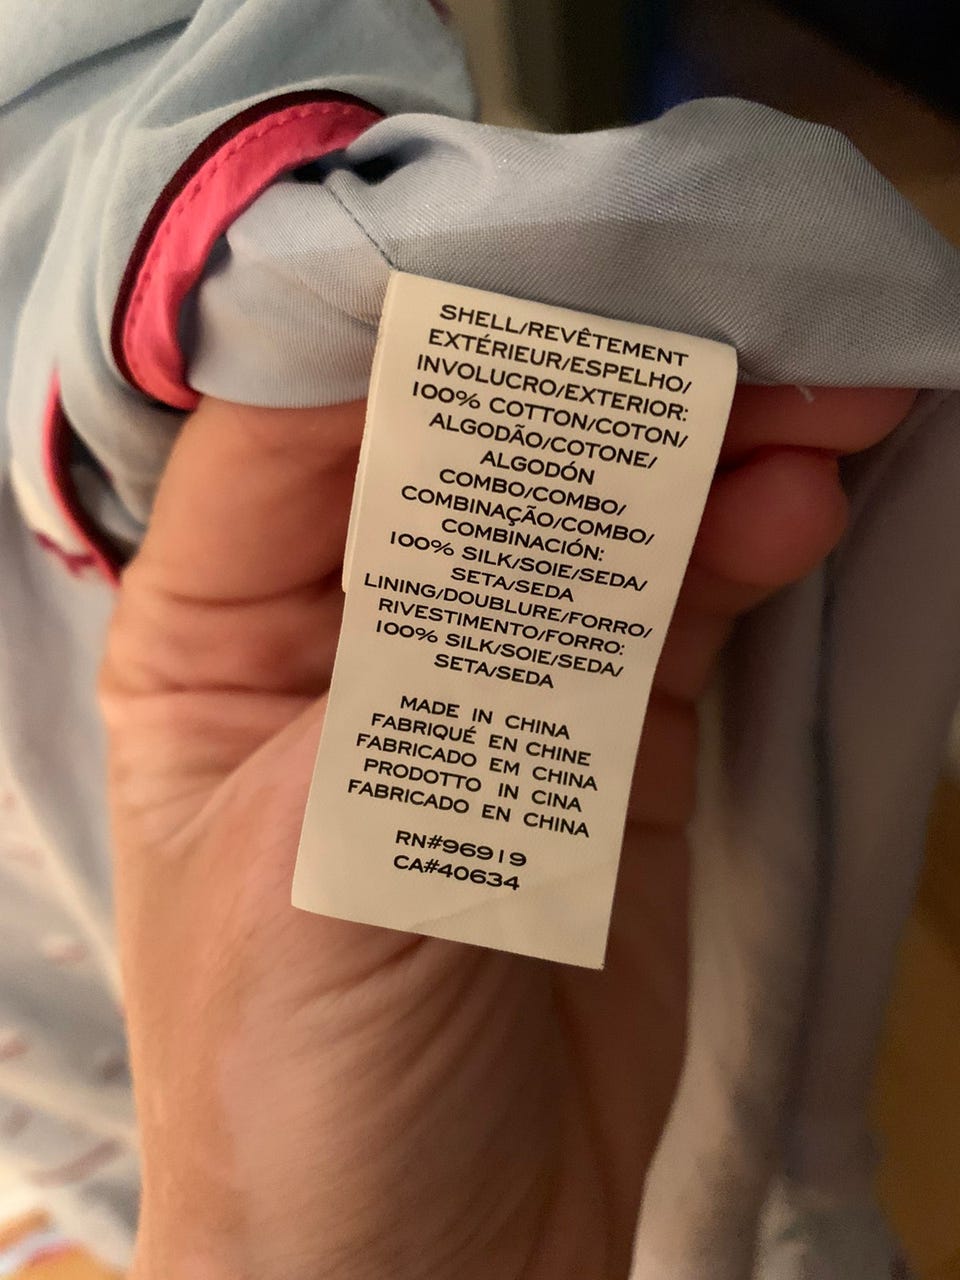 SHELL/REVÊTEMENT
EXTÉRIEUR/ESPELHO/
INVOLUCRO/EXTERIOR:
100% COTTON/COTON/
ALGODÃO/COTONE/
ALGODÓN
COMBO/COMBO/
COMBINAÇÃO/COMBO/
COMBINACIÓN:
100% SILK/SOIE/SEDA/
SETA/SEDA
LINING/DOUBLURE/FORRO/
RIVESTIMENTO/FORRO:
100% SILK/SOIE/SEDA/
SETA/SEDA
MADE IN CHINA
FABRIQUÉ EN CHINE
FABRICADO EM CHINA
PRODOTTO IN CINA
FABRICADO EN CHINA
RN#96919
CA#40634